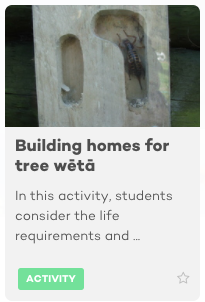 Building homes for
tree wētā
In this activity, students
consider the life
requirements and ...
ACTIVITY